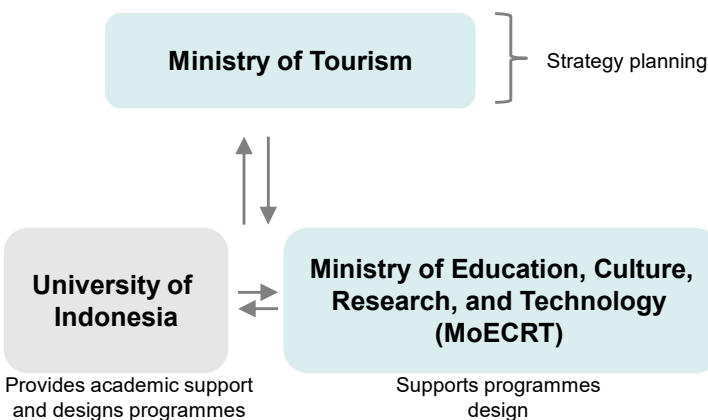 Ministry of Tourism
Strategy planning
University of
Indonesia
Ministry of Education, Culture,
Research, and Technology
(MoECRT)
Provides academic support
and designs programmes
Supports programmes
design